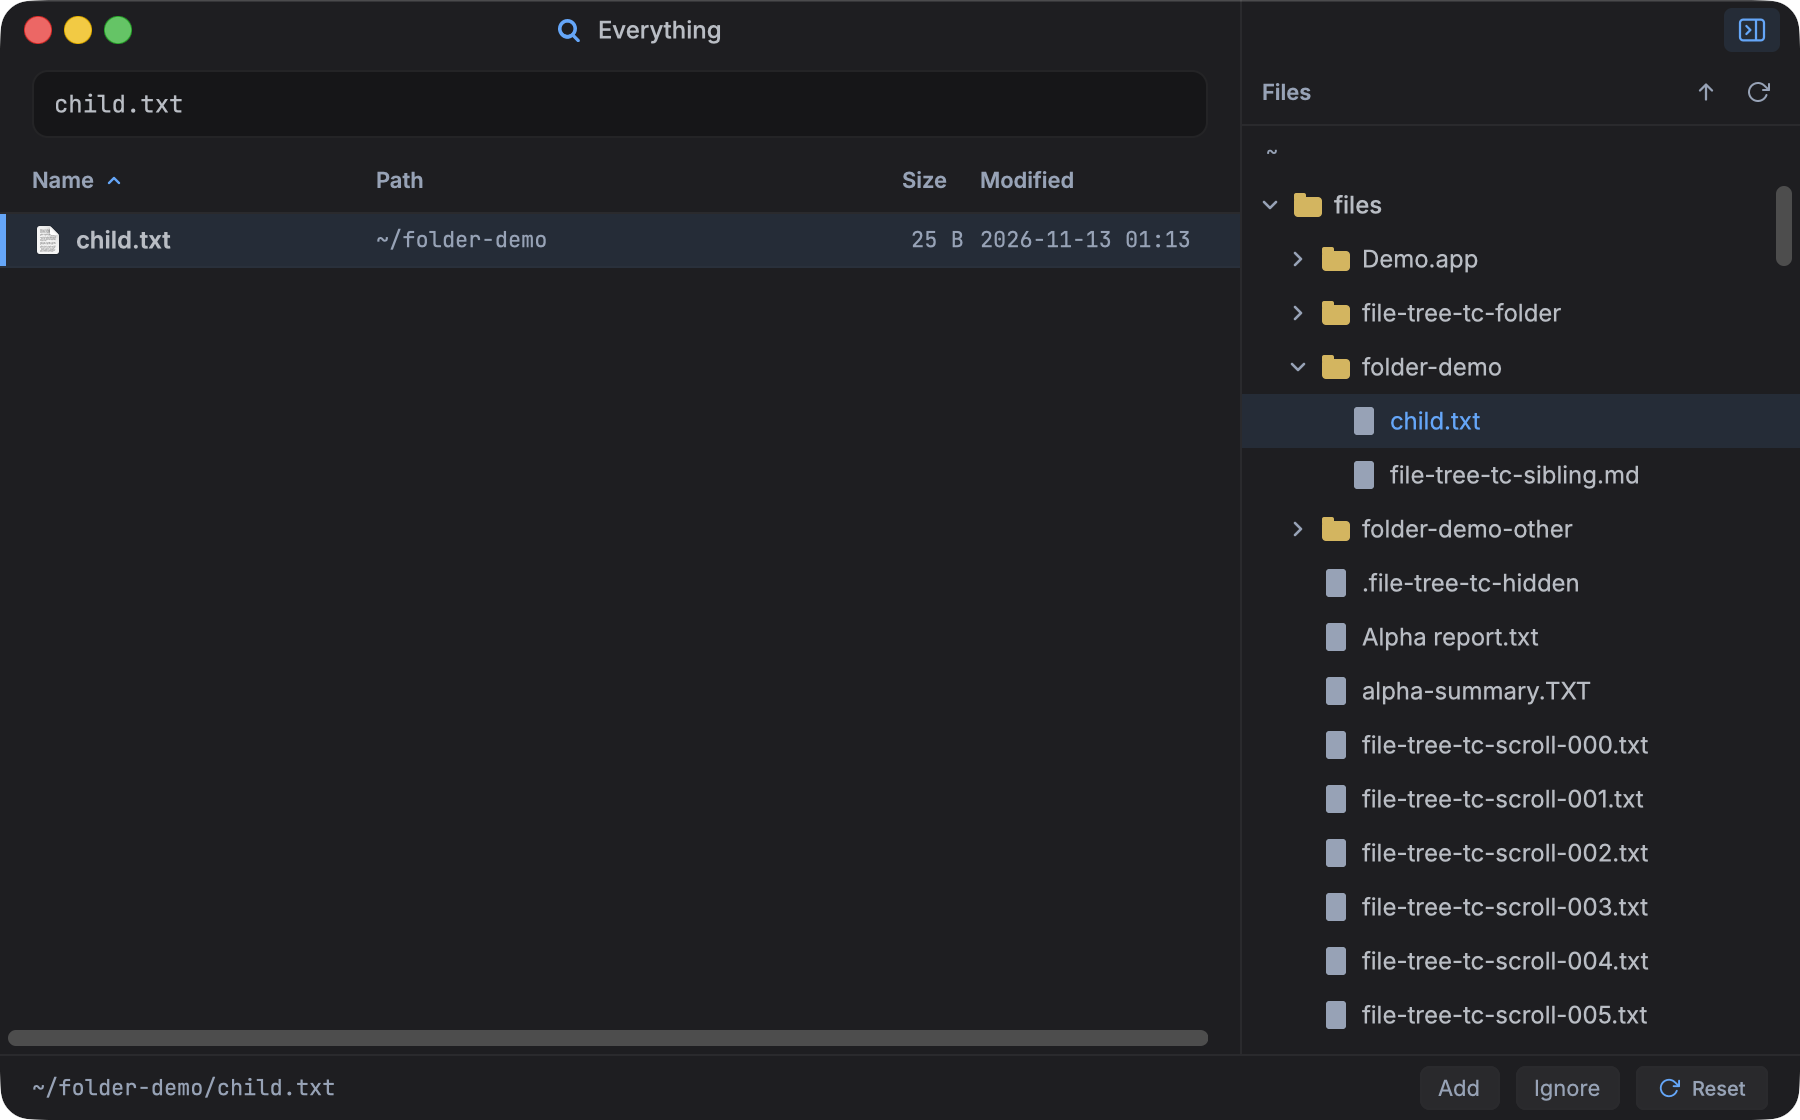 Everything
child.txt
Name Path Size Modified
child.txt ~/folder-demo 25 B 2026-11-13 01:13
Files
~
files
Demo.app
file-tree-tc-folder
folder-demo
child.txt
file-tree-tc-sibling.md
folder-demo-other
.file-tree-tc-hidden
Alpha report.txt
alpha-summary.TXT
file-tree-tc-scroll-000.txt
file-tree-tc-scroll-001.txt
file-tree-tc-scroll-002.txt
file-tree-tc-scroll-003.txt
file-tree-tc-scroll-004.txt
file-tree-tc-scroll-005.txt
~/folder-demo/child.txt
Add Ignore Reset